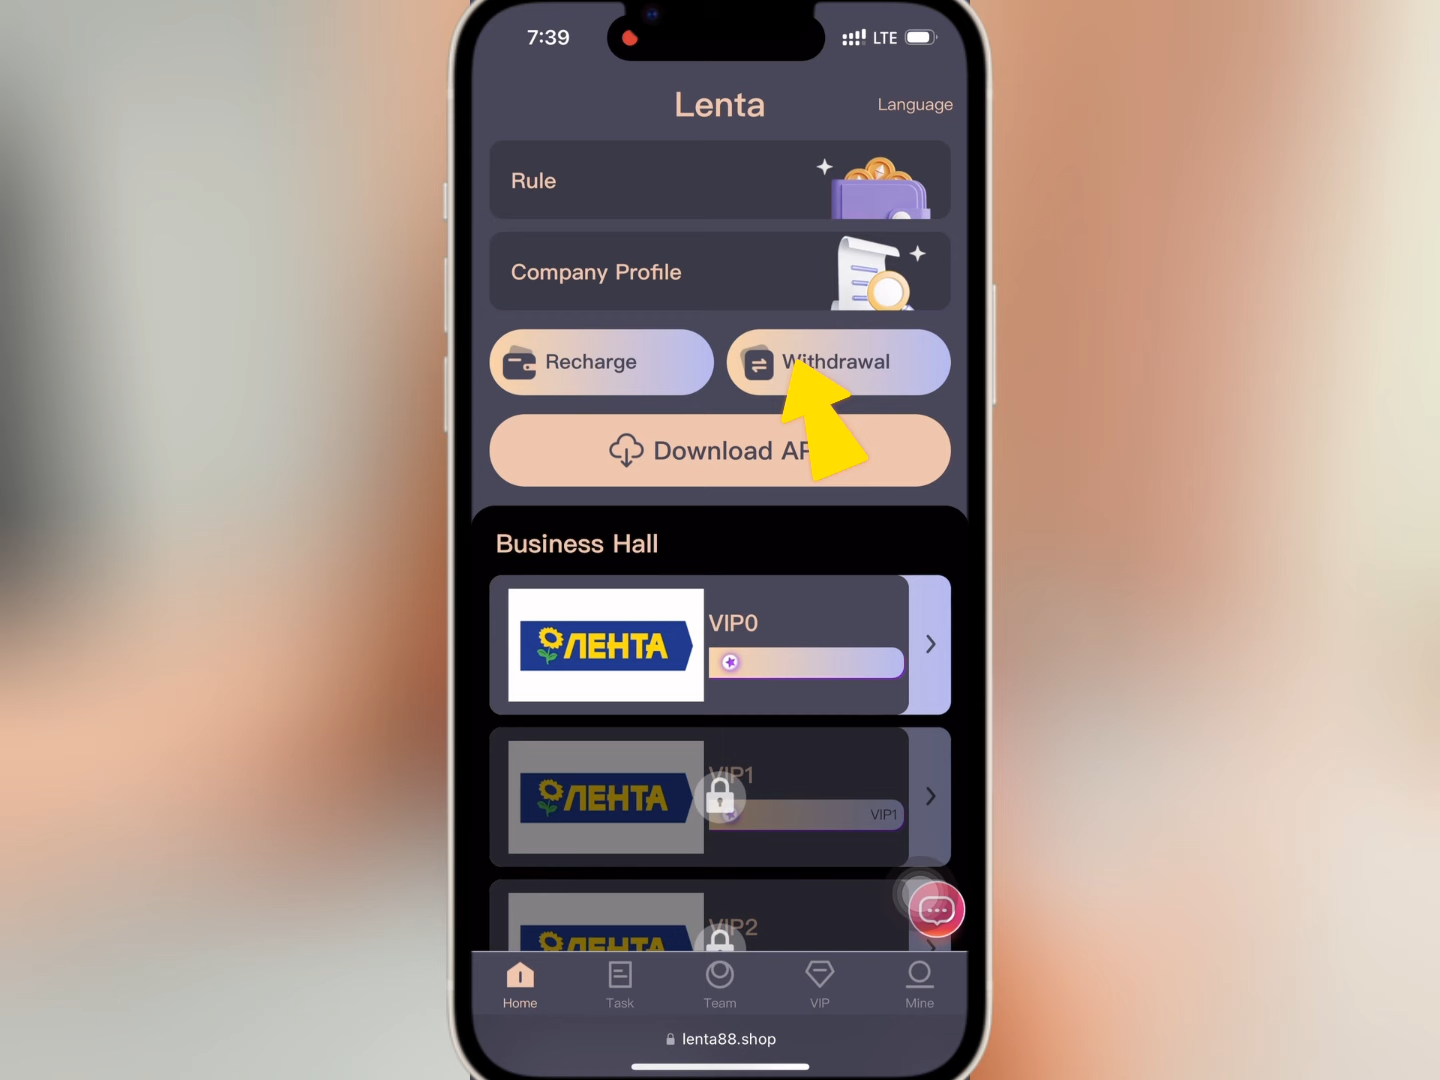 7:39
LTE
Lenta
Language
Rule
Company Profile
Recharge
Withdrawal
Download AP
Business Hall
ЛЕНТА
VIP0
ЛЕНТА
VIP1
VIP1
ЛЕНТА
VIP2
Home
Task
Team
VIP
Mine
lenta88.shop